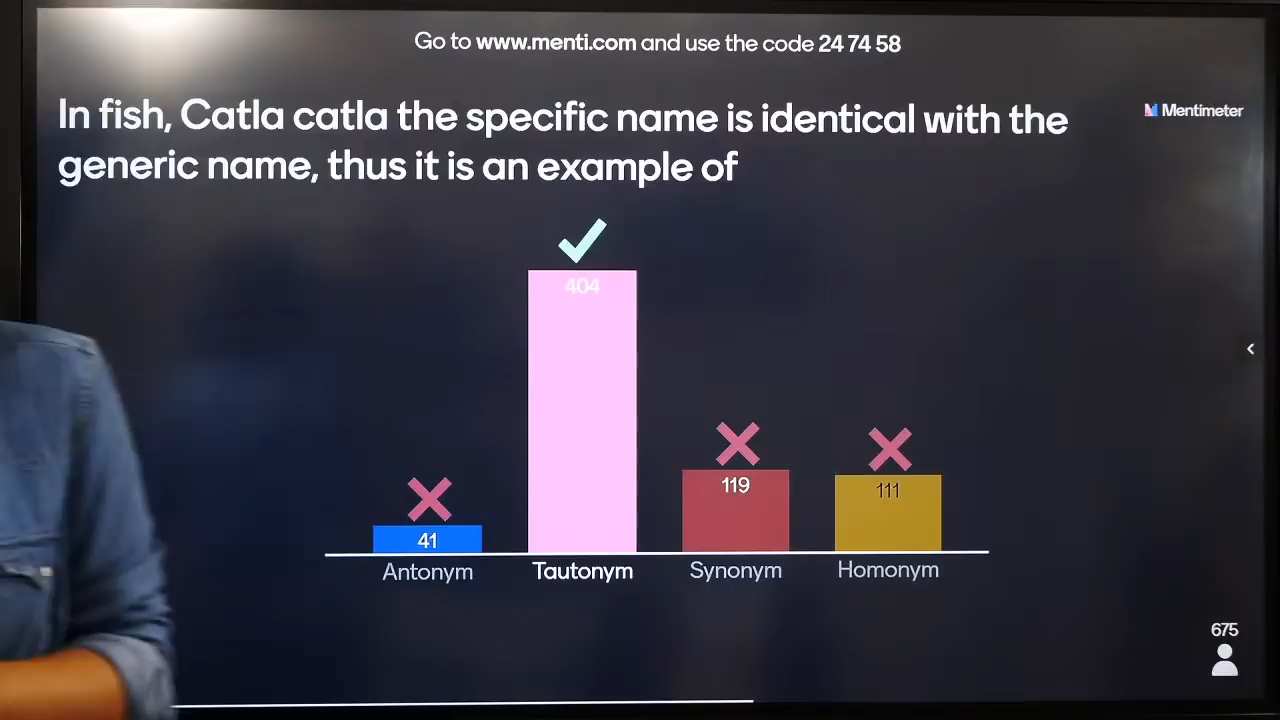 Go to www.menti.com and use the code 24 74 58
In fish, Catla catla the specific name is identical with the
generic name, thus it is an example of
Mentimeter
404
119
111
41
Antonym
Tautonym
Synonym
Homonym
675